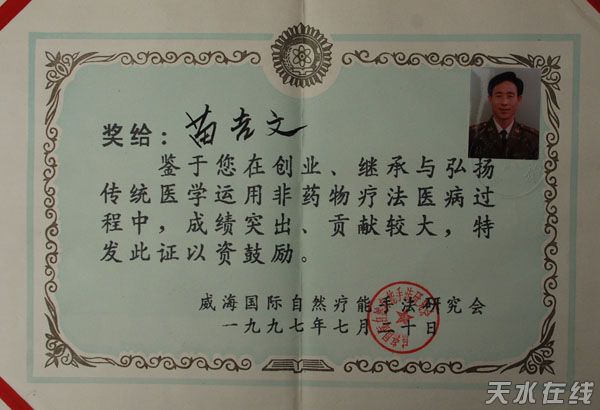 奖给：苗吉文
鉴于您在创业、继承与弘扬
传统医学运用非药物疗法医病过
程中，成绩突出、贡献较大，特
发此证以资鼓励。
威海国际自然疗能手法研究会
一九九七年七月二十日
天水在线